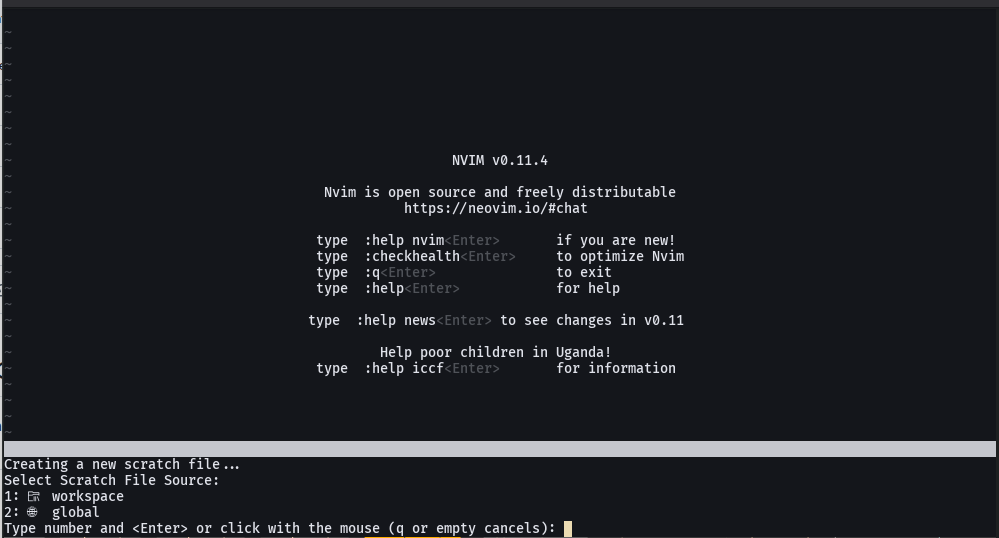 NVIM v0.11.4
Nvim is open source and freely distributable
https://neovim.io/#chat
type :help nvim<Enter> if you are new!
type :checkhealth<Enter> to optimize Nvim
type :q<Enter> to exit
type :help<Enter> for help
type :help news<Enter> to see changes in v0.11
Help poor children in Uganda!
type :help iccf<Enter> for information
Creating a new scratch file...
Select Scratch File Source:
1: workspace
2: global
Type number and <Enter> or click with the mouse (q or empty cancels):